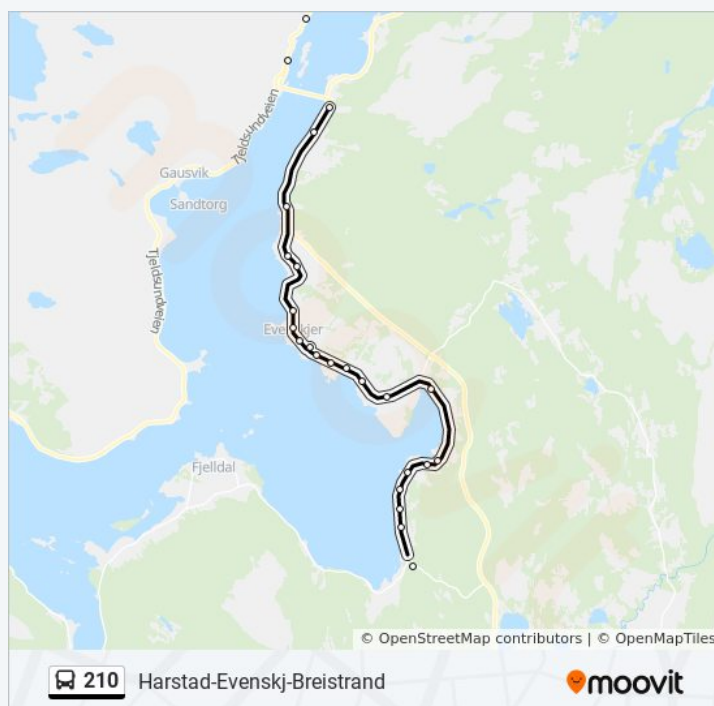 Tjeldsundveien
Gausvik
Sandtorg
Tjeldsundveien
Evenskjer
Fjelldal
© OpenStreetMap contributors | © OpenMapTiles
210 Harstad-Evenskj-Breistrand moovit